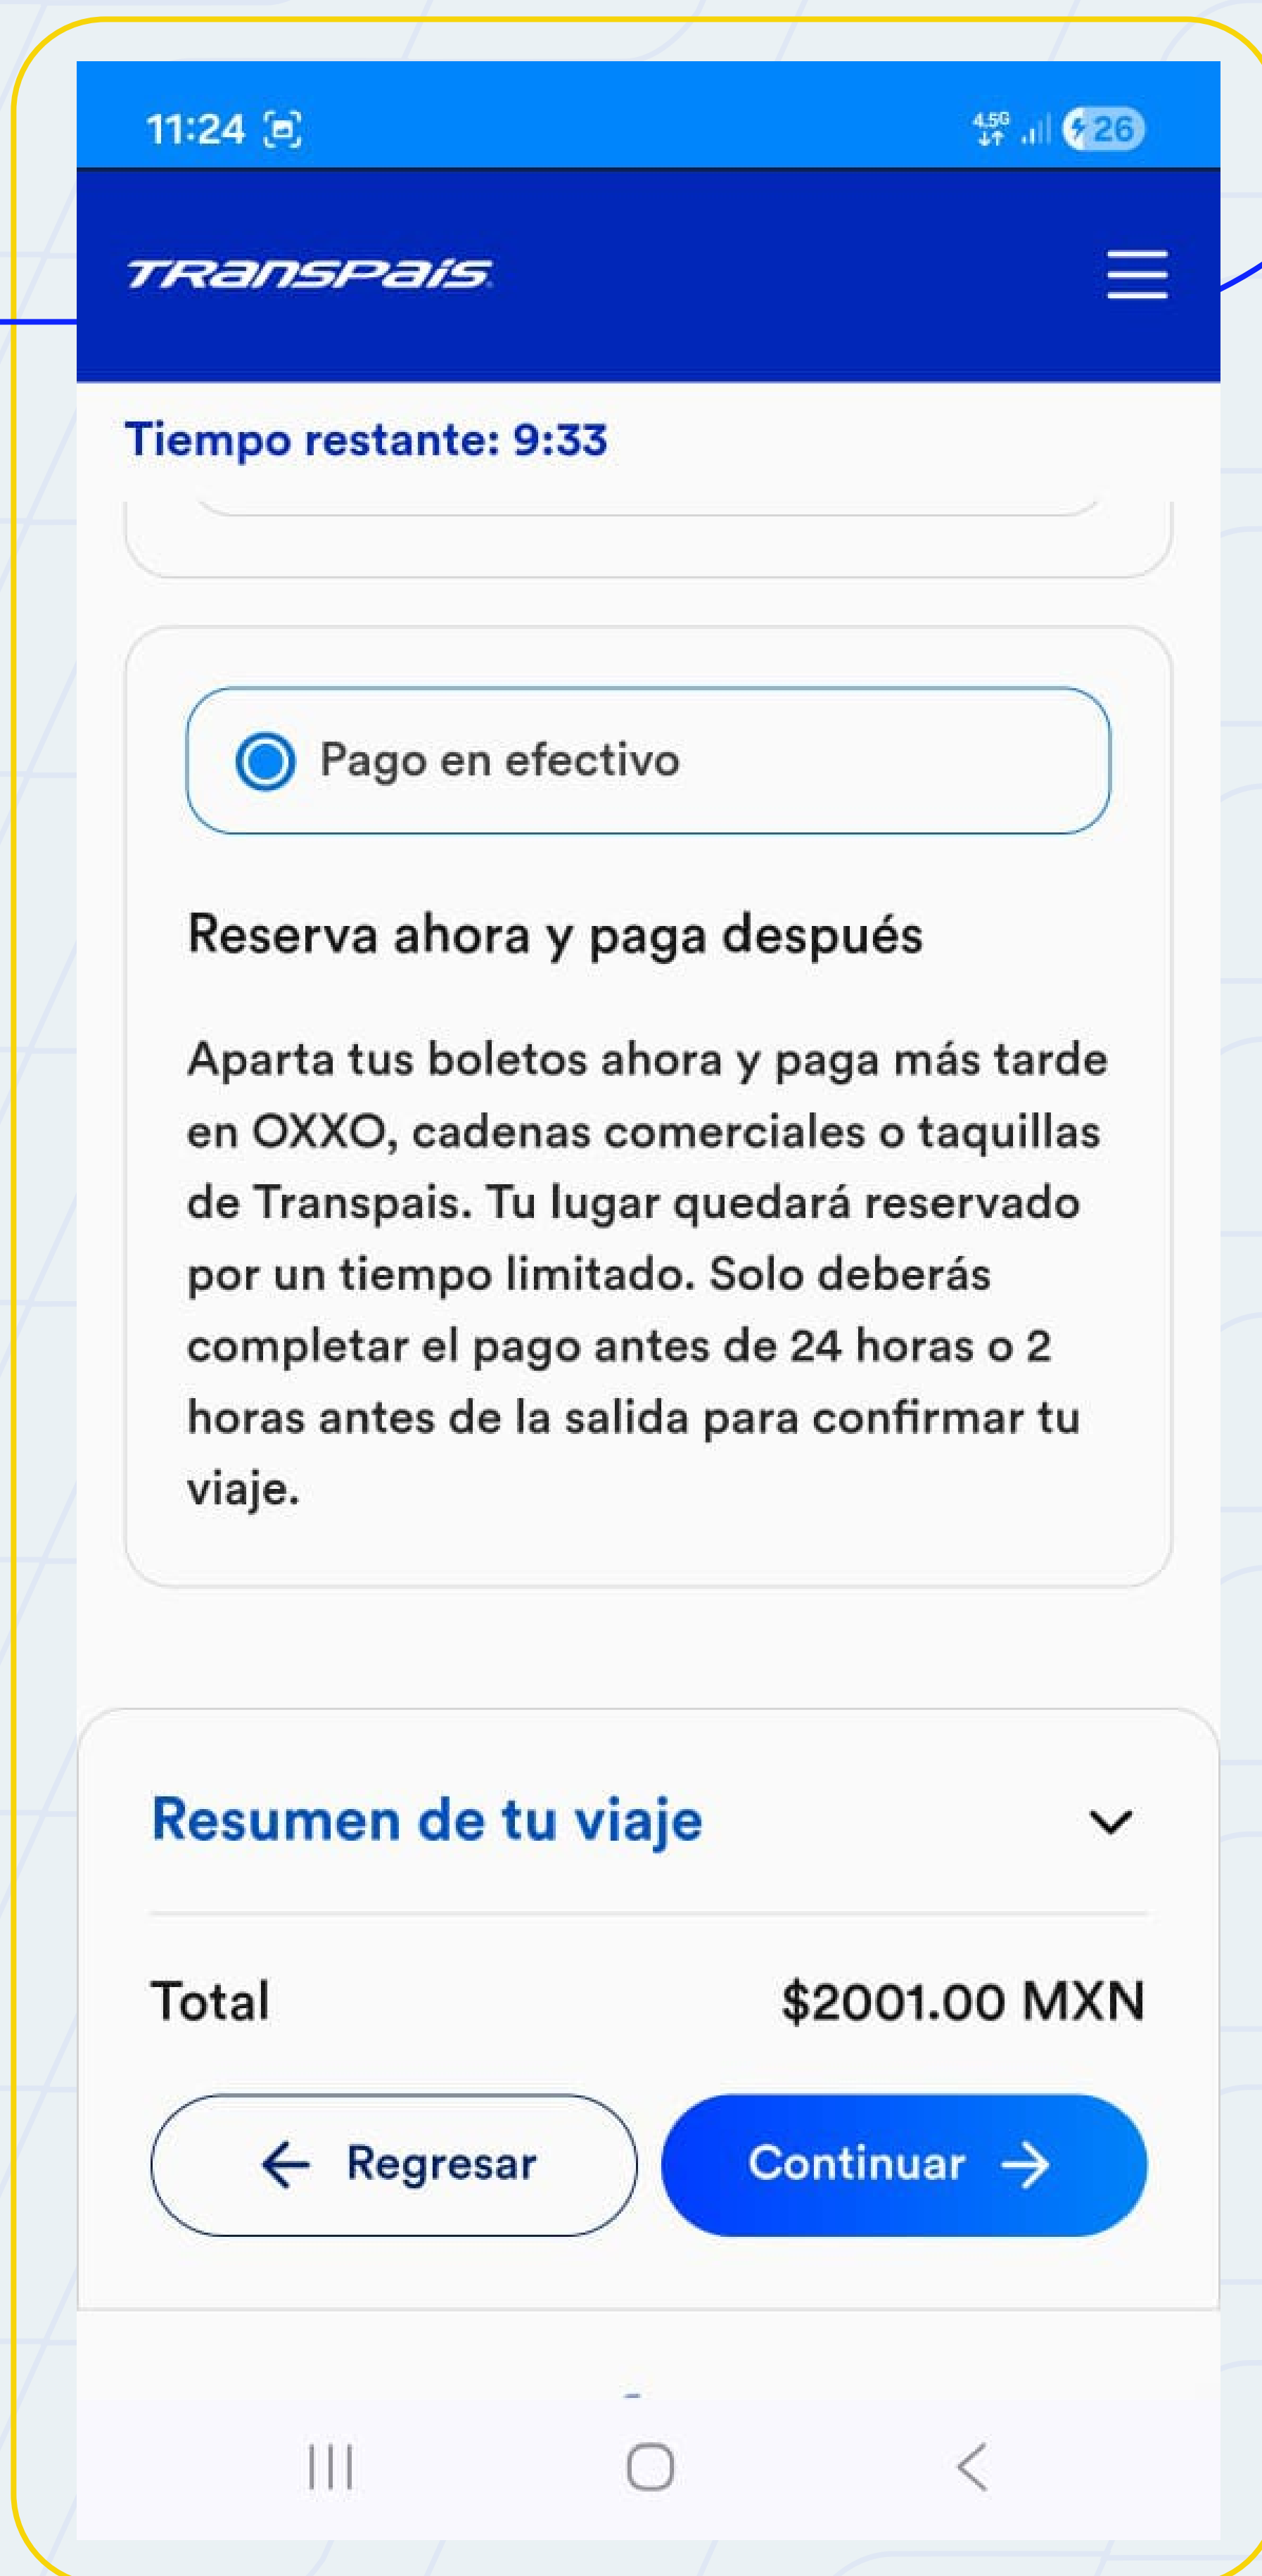 11:24
4.5G
26
TRANSPAÍS
Tiempo restante: 9:33
Pago en efectivo
Reserva ahora y paga después
Aparta tus boletos ahora y paga más tarde
en OXXO, cadenas comerciales o taquillas
de Transpais. Tu lugar quedará reservado
por un tiempo limitado. Solo deberás
completar el pago antes de 24 horas o 2
horas antes de la salida para confirmar tu
viaje.
Resumen de tu viaje
Total $2001.00 MXN
Regresar Continuar